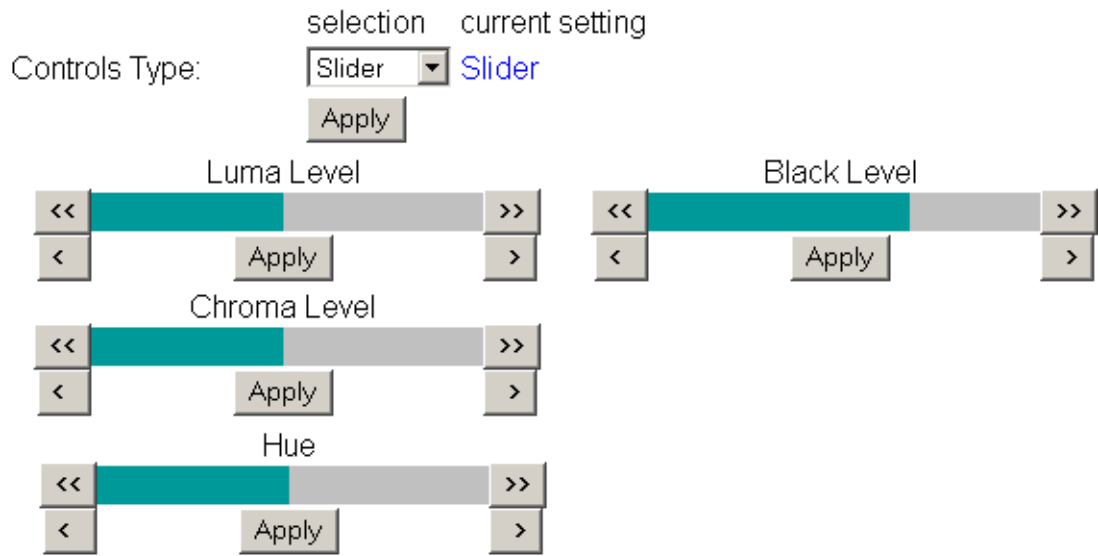 selection current setting
Controls Type: Slider Slider
Apply
Luma Level Black Level
<< >> << >>
< Apply > < Apply >
Chroma Level
<< >>
< Apply >
Hue
<< >>
< Apply >